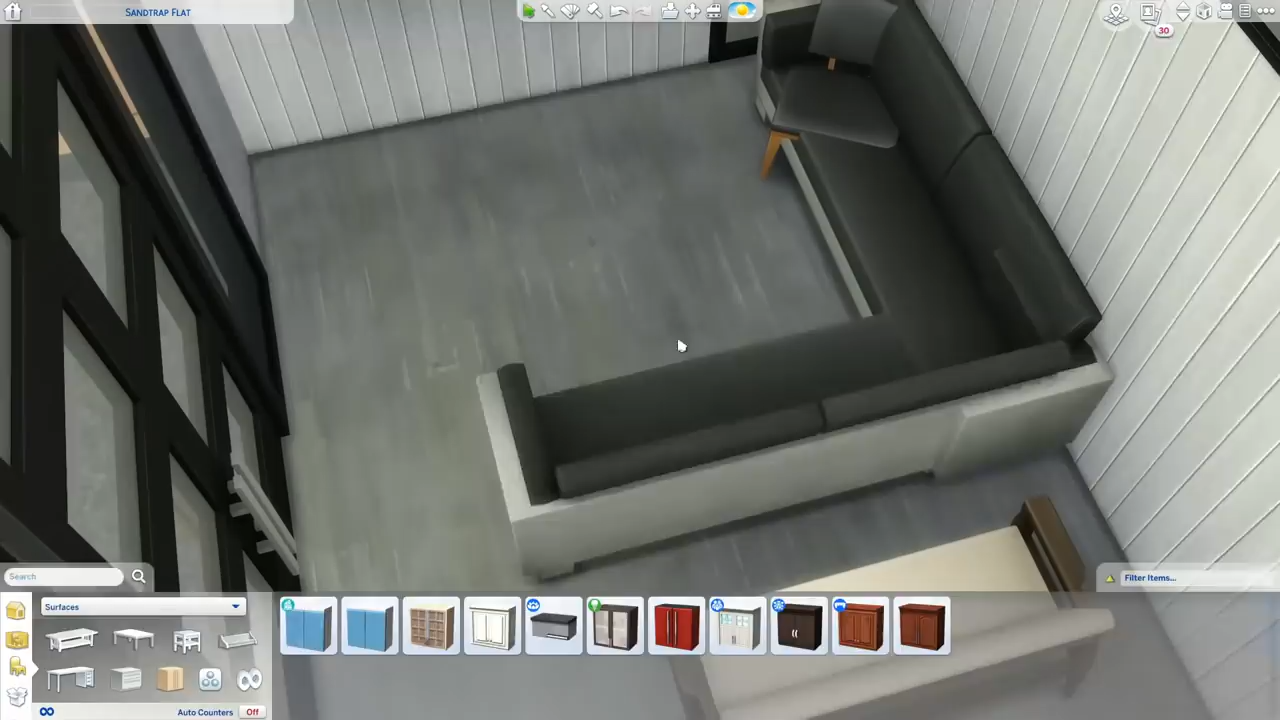 SANDTRAP FLAT
30
Search
Filter Items...
Surfaces
Auto Counters Off